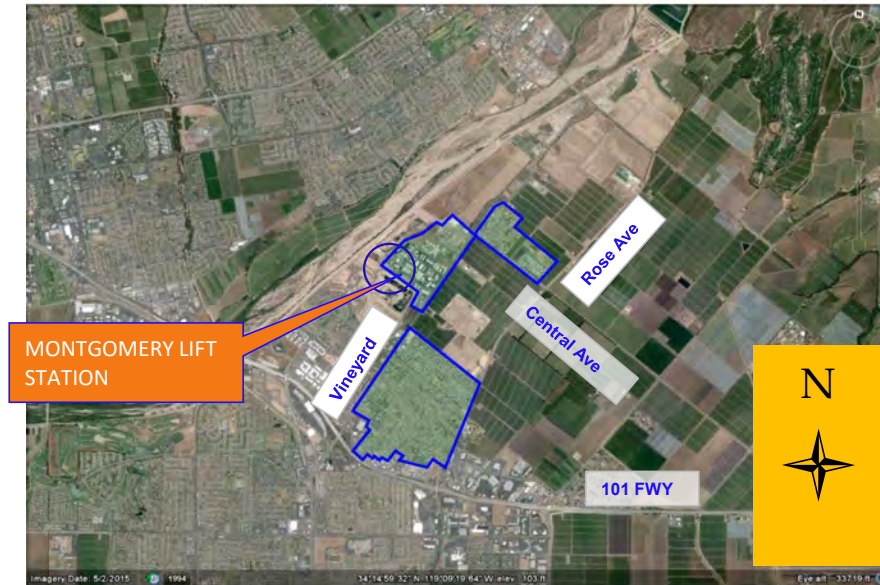 N
Rose Ave
Central Ave
MONTGOMERY LIFT
STATION
Vineyard
N
101 FWY
Imagery Date: 5/2/2015
1994
34°14'59.32" N 119°09'19.64" W elev 103 ft
Eye alt 33719 ft